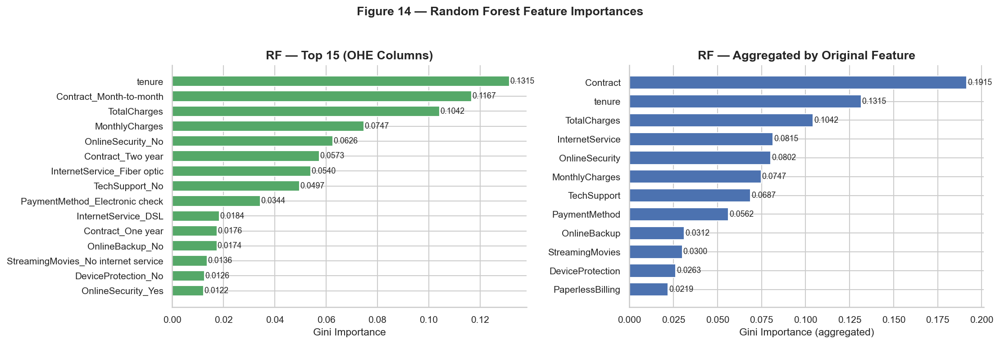 Figure 14 — Random Forest Feature Importances
RF — Top 15 (OHE Columns)
tenure 0.1315
Contract_Month-to-month 0.1167
TotalCharges 0.1042
MonthlyCharges 0.0747
OnlineSecurity_No 0.0626
Contract_Two year 0.0573
InternetService_Fiber optic 0.0540
TechSupport_No 0.0497
PaymentMethod_Electronic check 0.0344
InternetService_DSL 0.0184
Contract_One year 0.0176
OnlineBackup_No 0.0174
StreamingMovies_No internet service 0.0136
DeviceProtection_No 0.0126
OnlineSecurity_Yes 0.0122
0.00 0.02 0.04 0.06 0.08 0.10 0.12
Gini Importance
RF — Aggregated by Original Feature
Contract 0.1915
tenure 0.1315
TotalCharges 0.1042
InternetService 0.0815
OnlineSecurity 0.0802
MonthlyCharges 0.0747
TechSupport 0.0687
PaymentMethod 0.0562
OnlineBackup 0.0312
StreamingMovies 0.0300
DeviceProtection 0.0263
PaperlessBilling 0.0219
0.000 0.025 0.050 0.075 0.100 0.125 0.150 0.175 0.200
Gini Importance (aggregated)